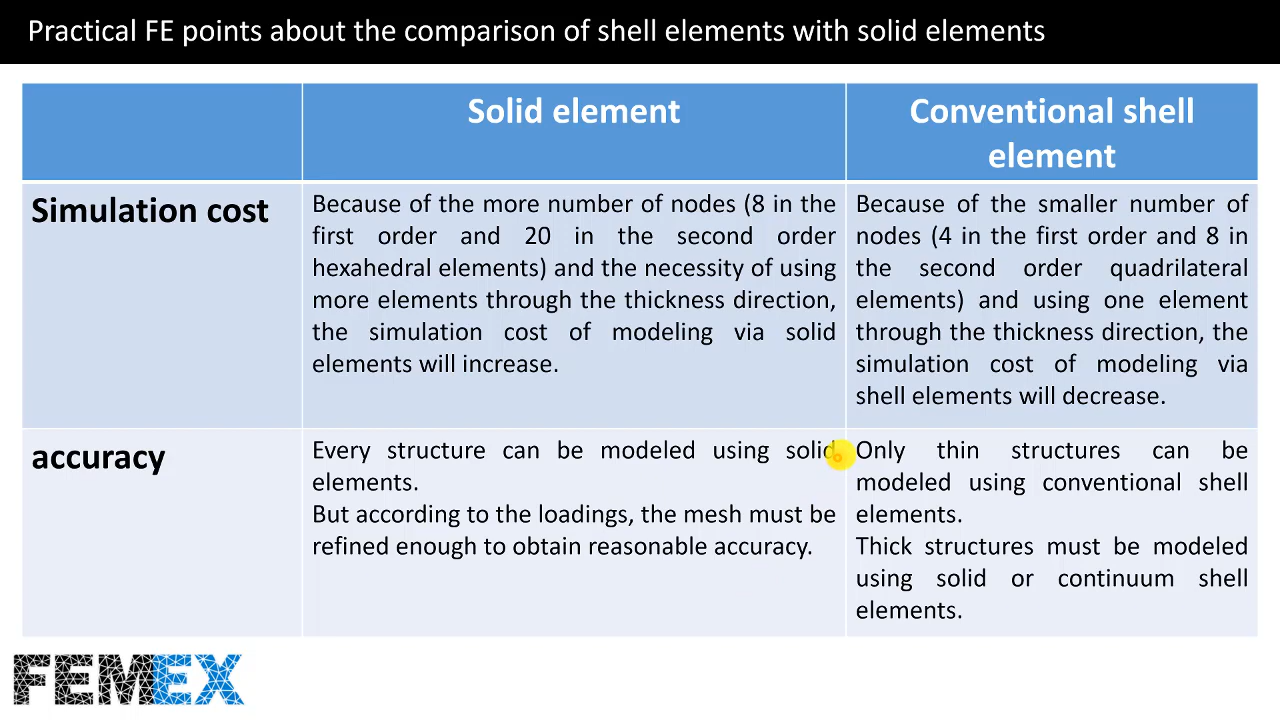 Practical FE points about the comparison of shell elements with solid elements
Solid element
Conventional shell
element
Simulation cost
Because of the more number of nodes (8 in the
first order and 20 in the second order
hexahedral elements) and the necessity of using
more elements through the thickness direction,
the simulation cost of modeling via solid
elements will increase.
Because of the smaller number of
nodes (4 in the first order and 8 in
the second order quadrilateral
elements) and using one element
through the thickness direction, the
simulation cost of modeling via
shell elements will decrease.
accuracy
Every structure can be modeled using solid
elements.
But according to the loadings, the mesh must be
refined enough to obtain reasonable accuracy.
Only thin structures can be
modeled using conventional shell
elements.
Thick structures must be modeled
using solid or continuum shell
elements.
FEMEX